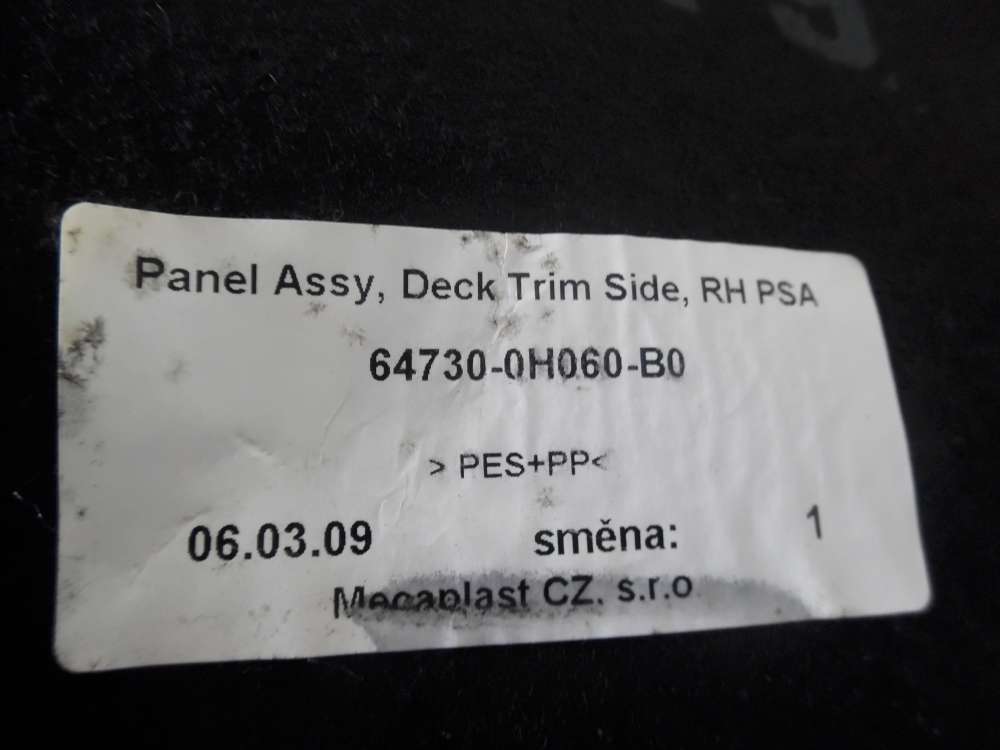 Panel Assy, Deck Trim Side, RH PSA
64730-0H060-B0
> PES+PP<
06.03.09 směna: 1
Mecaplast CZ. s.r.o